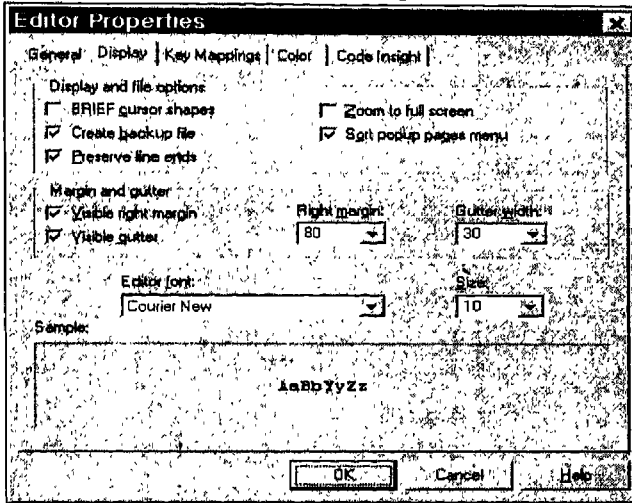 Editor Properties
General Display Key Mappings Color Code Insight
Display and file options
BRIEF cursor shapes
Zoom to full screen
Create backup file
Sort popup pages menu
Preserve line ends
Margin and gutter
Visible right margin
Right margin:
Gutter width:
Visible gutter
80
30
Editor font:
Size:
Courier New
10
Sample:
AaBbYyZz
OK Cancel Help